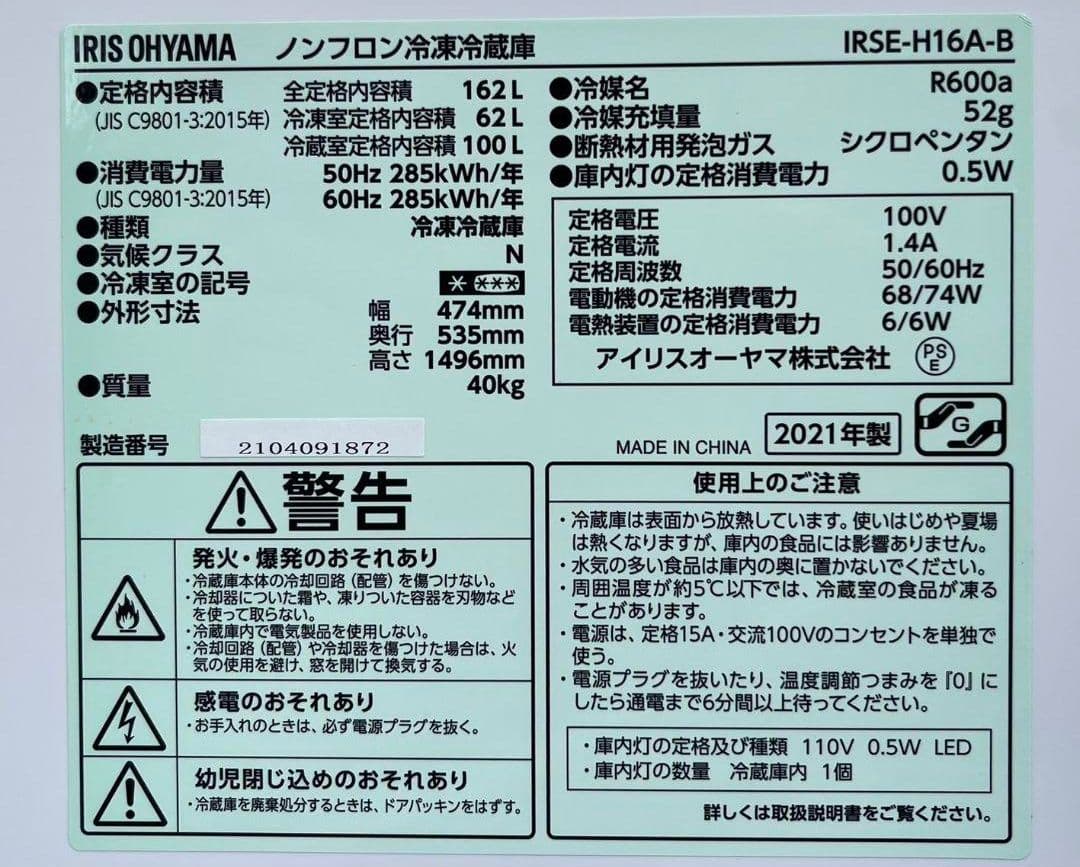 IRIS OHYAMA ノンフロン冷凍冷蔵庫 IRSE-H16A-B
●定格内容積 全定格内容積 162L
(JIS C9801-3:2015年) 冷凍室定格内容積 62L
冷蔵室定格内容積 100L
●消費電力量 50Hz 285kWh/年
(JIS C9801-3:2015年) 60Hz 285kWh/年
●種類 冷凍冷蔵庫
●気候クラス N
●冷凍室の記号 * ***
●外形寸法 幅 474mm
奥行 535mm
高さ 1496mm
●質量 40kg
製造番号 2104091872
●冷媒名 R600a
●冷媒充填量 52g
●断熱材用発泡ガス シクロペンタン
●庫内灯の定格消費電力 0.5W
定格電圧 100V
定格電流 1.4A
定格周波数 50/60Hz
電動機の定格消費電力 68/74W
電熱装置の定格消費電力 6/6W
アイリスオーヤマ株式会社 PSE
MADE IN CHINA 2021年製 G
警告
発火・爆発のおそれあり
・冷蔵庫本体の冷却回路(配管)を傷つけない。
・冷却器についた霜や、凍りついた容器を刃物など
を使って取らない。
・冷蔵庫内で電気製品を使用しない。
・冷却回路(配管)や冷却器を傷つけた場合は、火
気の使用を避け、窓を開けて換気する。
感電のおそれあり
・お手入れのときは、必ず電源プラグを抜く。
幼児閉じ込めのおそれあり
・冷蔵庫を廃棄処分するときは、ドアパッキンをはずす。
使用上のご注意
・冷蔵庫は表面から放熱しています。使いはじめや夏場
は熱くなりますが、庫内の食品には影響ありません。
・水気の多い食品は庫内の奥に置かないでください。
・周囲温度が約5℃以下では、冷蔵室の食品が凍る
ことがあります。
・電源は、定格15A・交流100Vのコンセントを単独で
使う。
・電源プラグを抜いたり、温度調節つまみを『0』に
したら通電まで6分間以上待ってください。
・庫内灯の定格及び種類 110V 0.5W LED
・庫内灯の数量 冷蔵庫内 1個
詳しくは取扱説明書をご覧ください。